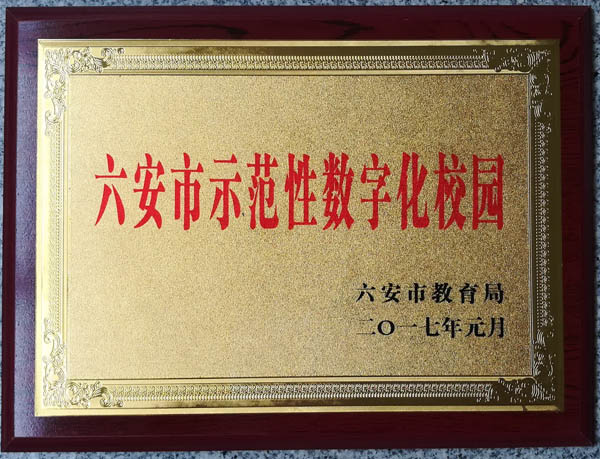 六安市示范性数字化校园
六安市教育局
二〇一七年元月